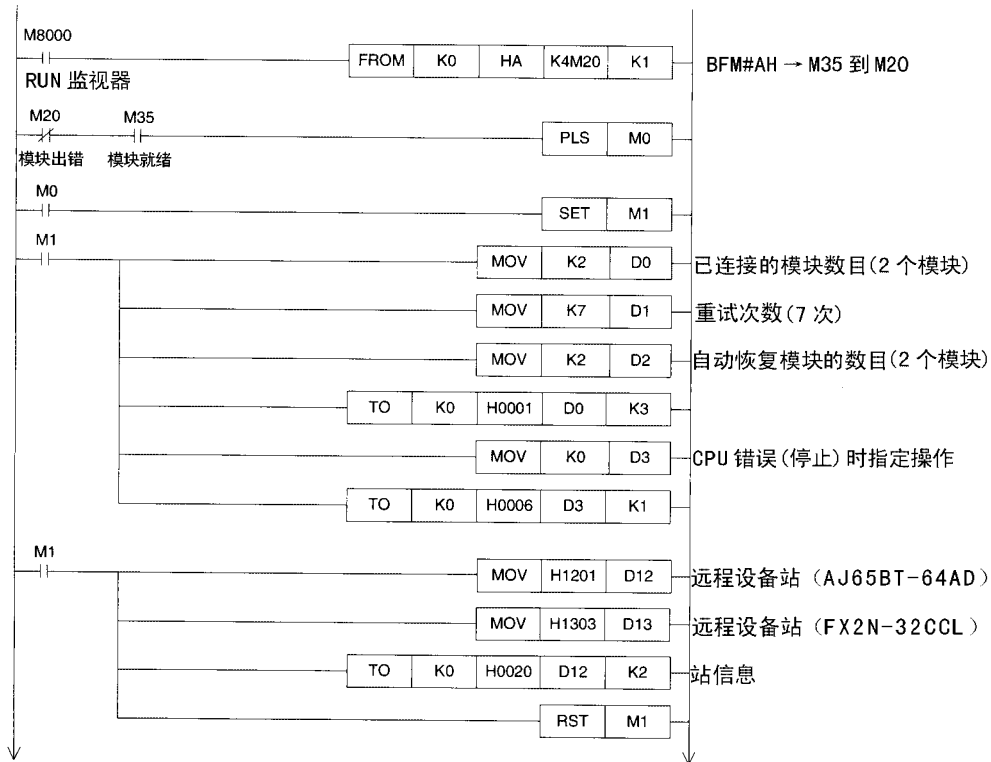 M8000
FROM K0 HA K4M20 K1
BFM#AH → M35 到 M20
RUN 监视器
M20 M35
PLS M0
模块出错 模块就绪
M0
SET M1
M1
MOV K2 D0 已连接的模块数目(2 个模块)
MOV K7 D1 重试次数(7 次)
MOV K2 D2 自动恢复模块的数目(2 个模块)
TO K0 H0001 D0 K3
MOV K0 D3 CPU 错误(停止)时指定操作
TO K0 H0006 D3 K1
M1
MOV H1201 D12 远程设备站（AJ65BT-64AD）
MOV H1303 D13 远程设备站（FX2N-32CCL）
TO K0 H0020 D12 K2 站信息
RST M1